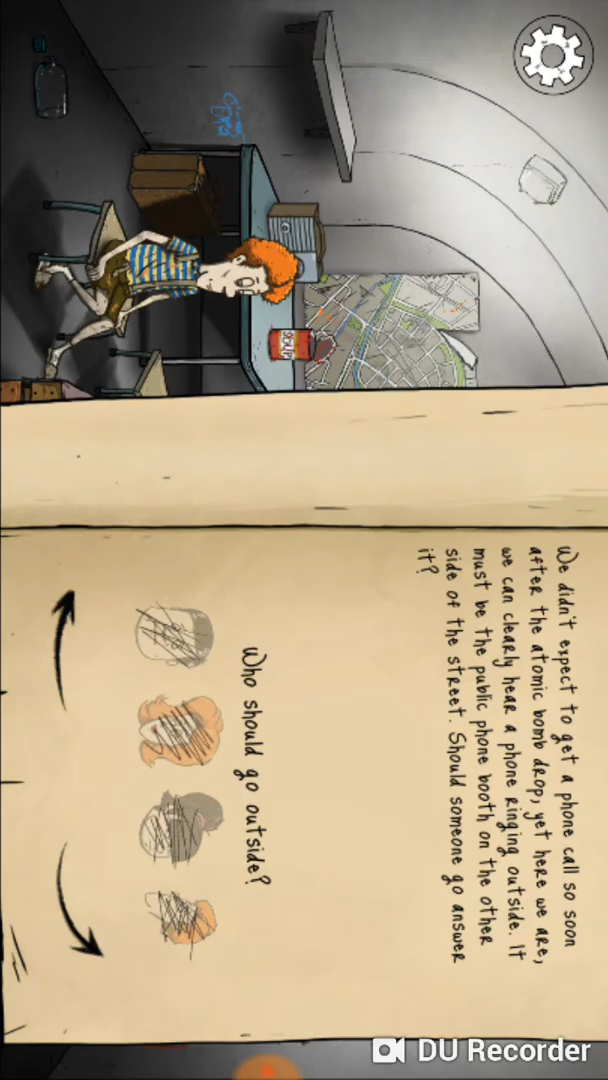 We didn't expect to get a phone call so soon
after the atomic bomb drop, yet here we are,
we can clearly hear a phone ringing outside. It
must be the public phone booth on the other
side of the street. Should someone go answer
it?
Who should go outside?
SOUP
DU Recorder